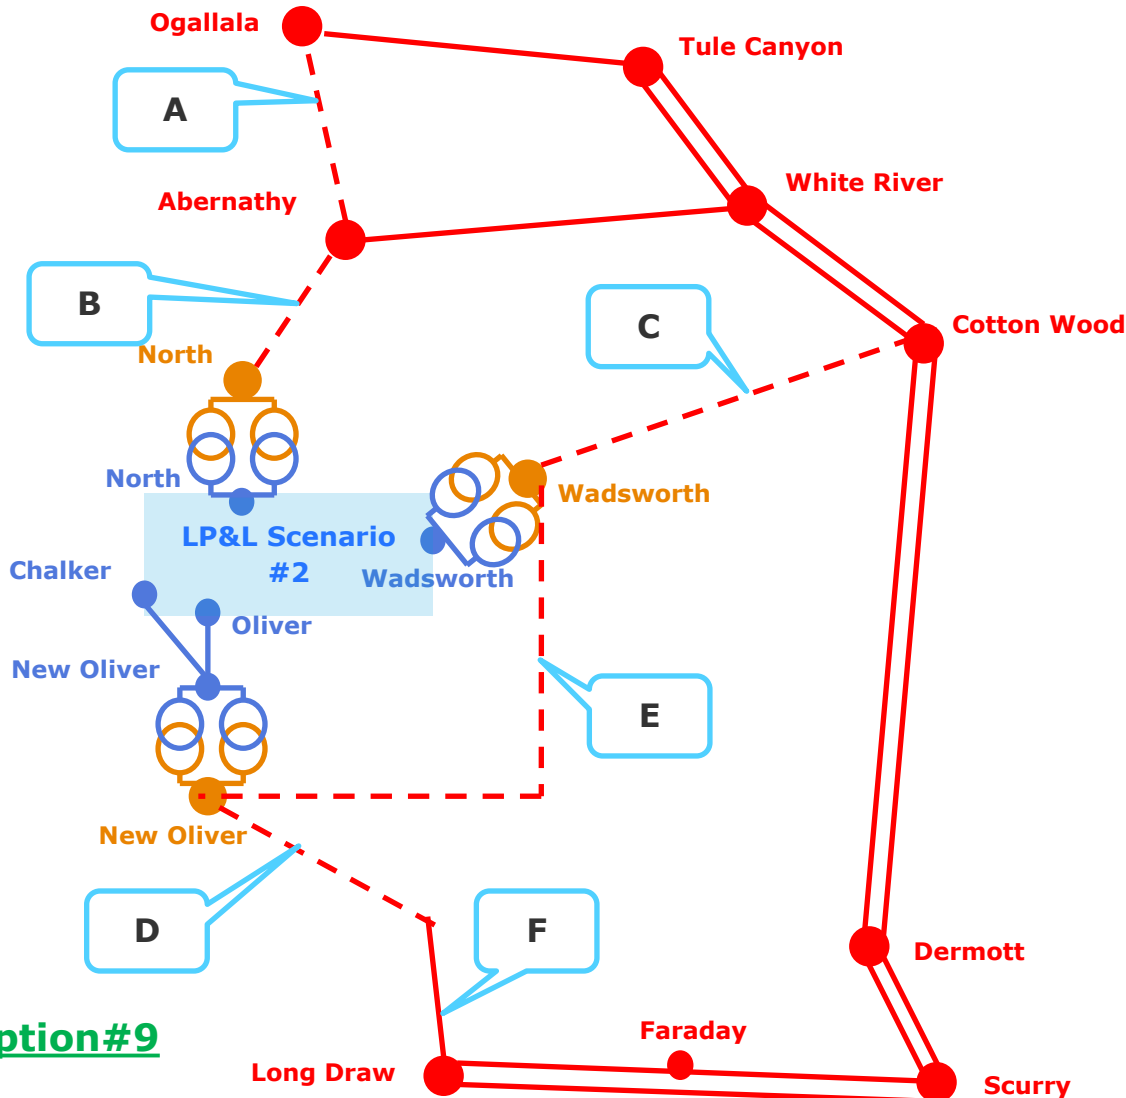 Ogallala
Tule Canyon
A
White River
Abernathy
B
C
Cotton Wood
North
North
Wadsworth
LP&L Scenario
#2
Chalker
Wadsworth
Oliver
New Oliver
E
New Oliver
D
F
Dermott
ption#9
Faraday
Long Draw
Scurry